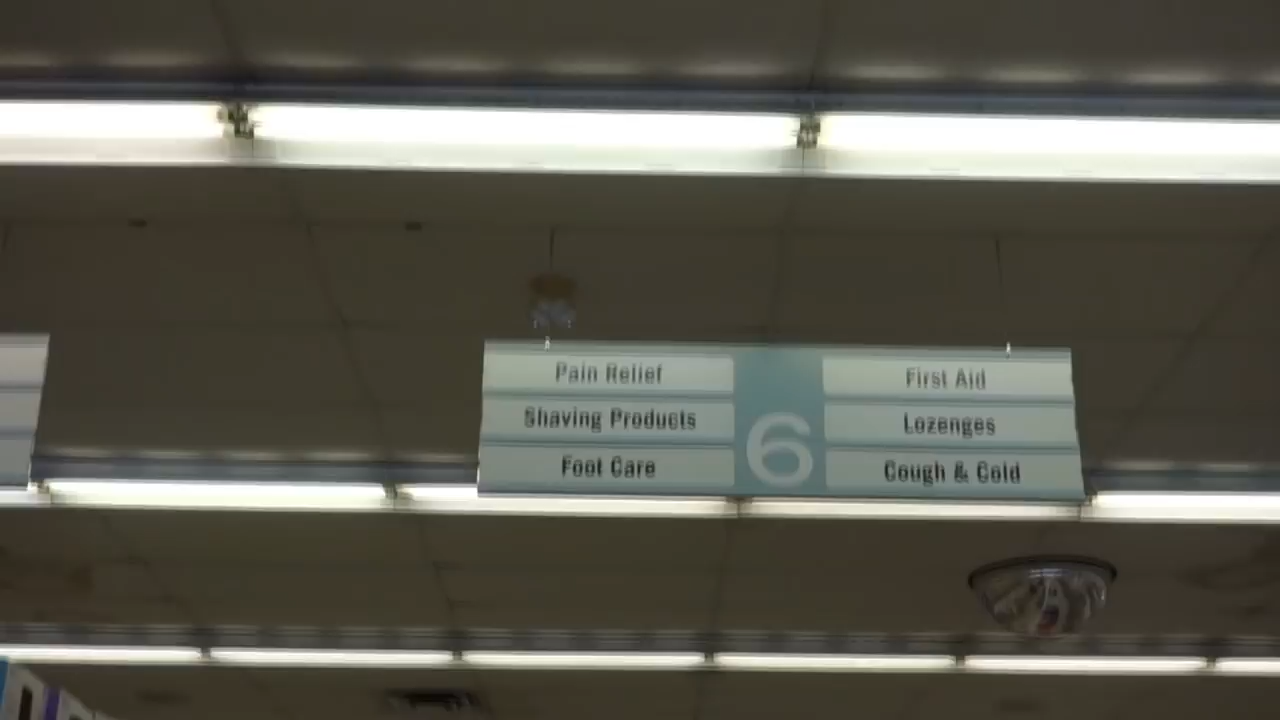 Pain Relief
Shaving Products
Foot Care
6
First Aid
Lozenges
Cough & Cold